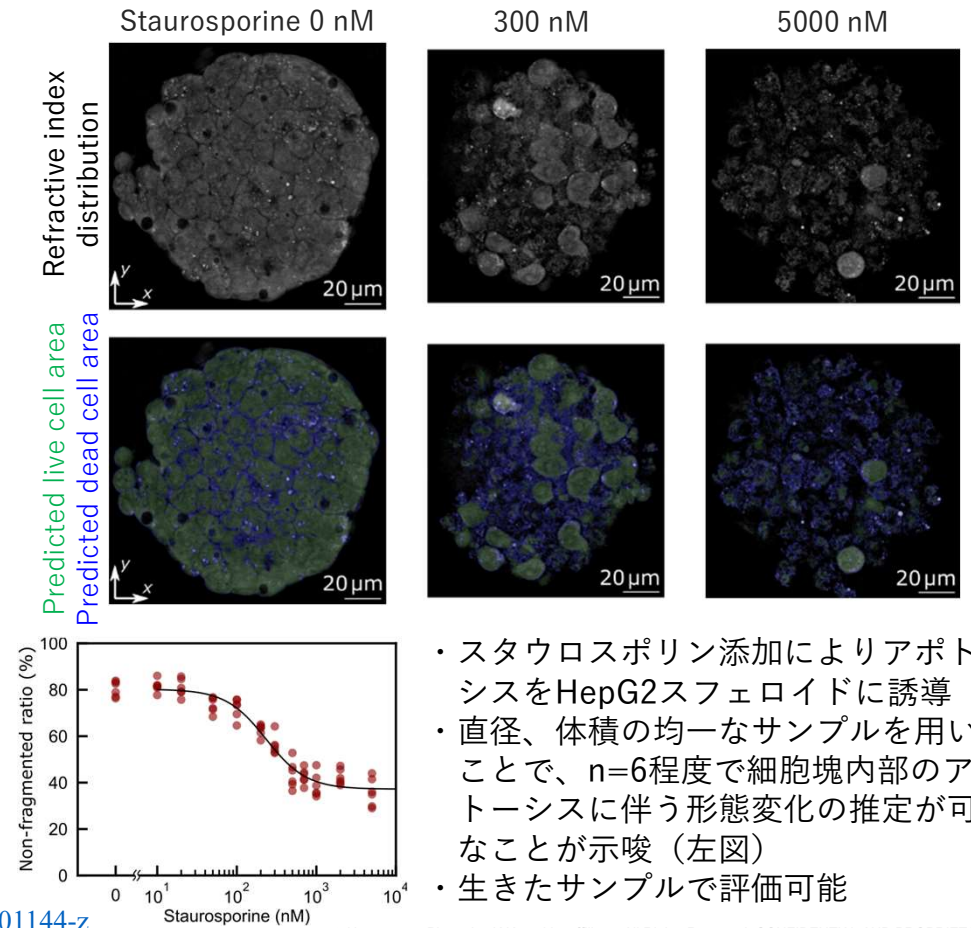 Staurosporine 0 nM
300 nM
5000 nM
Refractive index
distribution
y
x
20 µm
20 µm
20 µm
Predicted live cell area
Predicted dead cell area
y
x
20 µm
20 µm
20 µm
Non-fragmented ratio (%)
100
80
60
40
20
0
0
10¹
10²
10³
10⁴
Staurosporine (nM)
・スタウロスポリン添加によりアポト
シスをHepG2スフェロイドに誘導
・直径、体積の均一なサンプルを用い
ことで、n=6程度で細胞塊内部のア
トーシスに伴う形態変化の推定が可
なことが示唆（左図）
・生きたサンプルで評価可能
01144-z